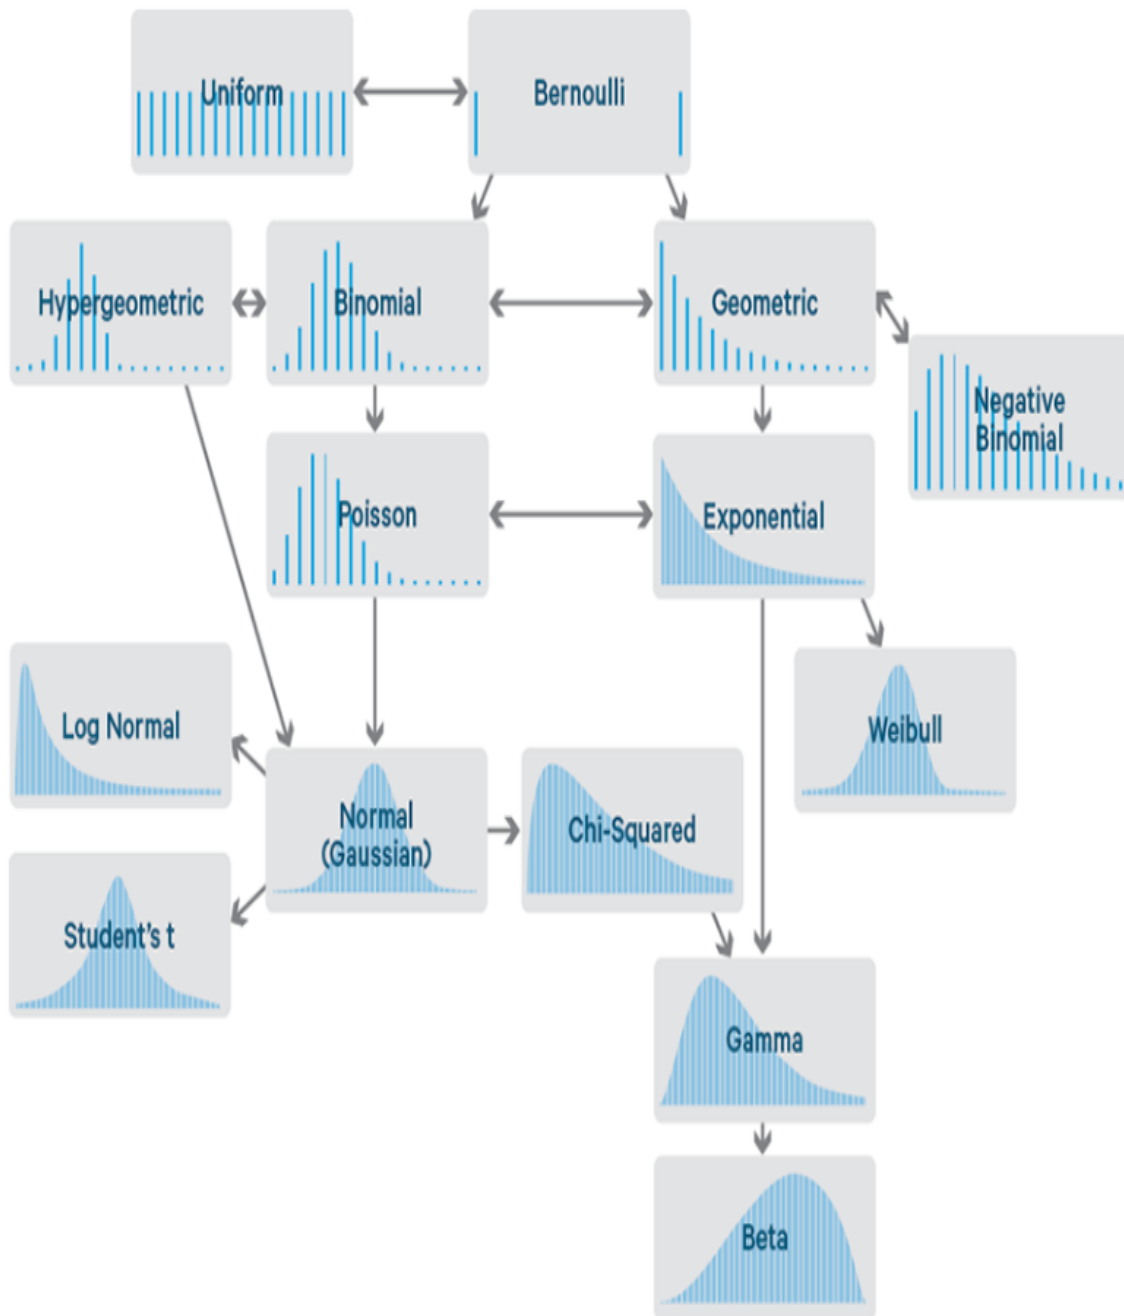 Uniform
Bernoulli
Hypergeometric
Binomial
Geometric
Negative
Binomial
Poisson
Exponential
Log Normal
Weibull
Normal
(Gaussian)
Chi-Squared
Student's t
Gamma
Beta